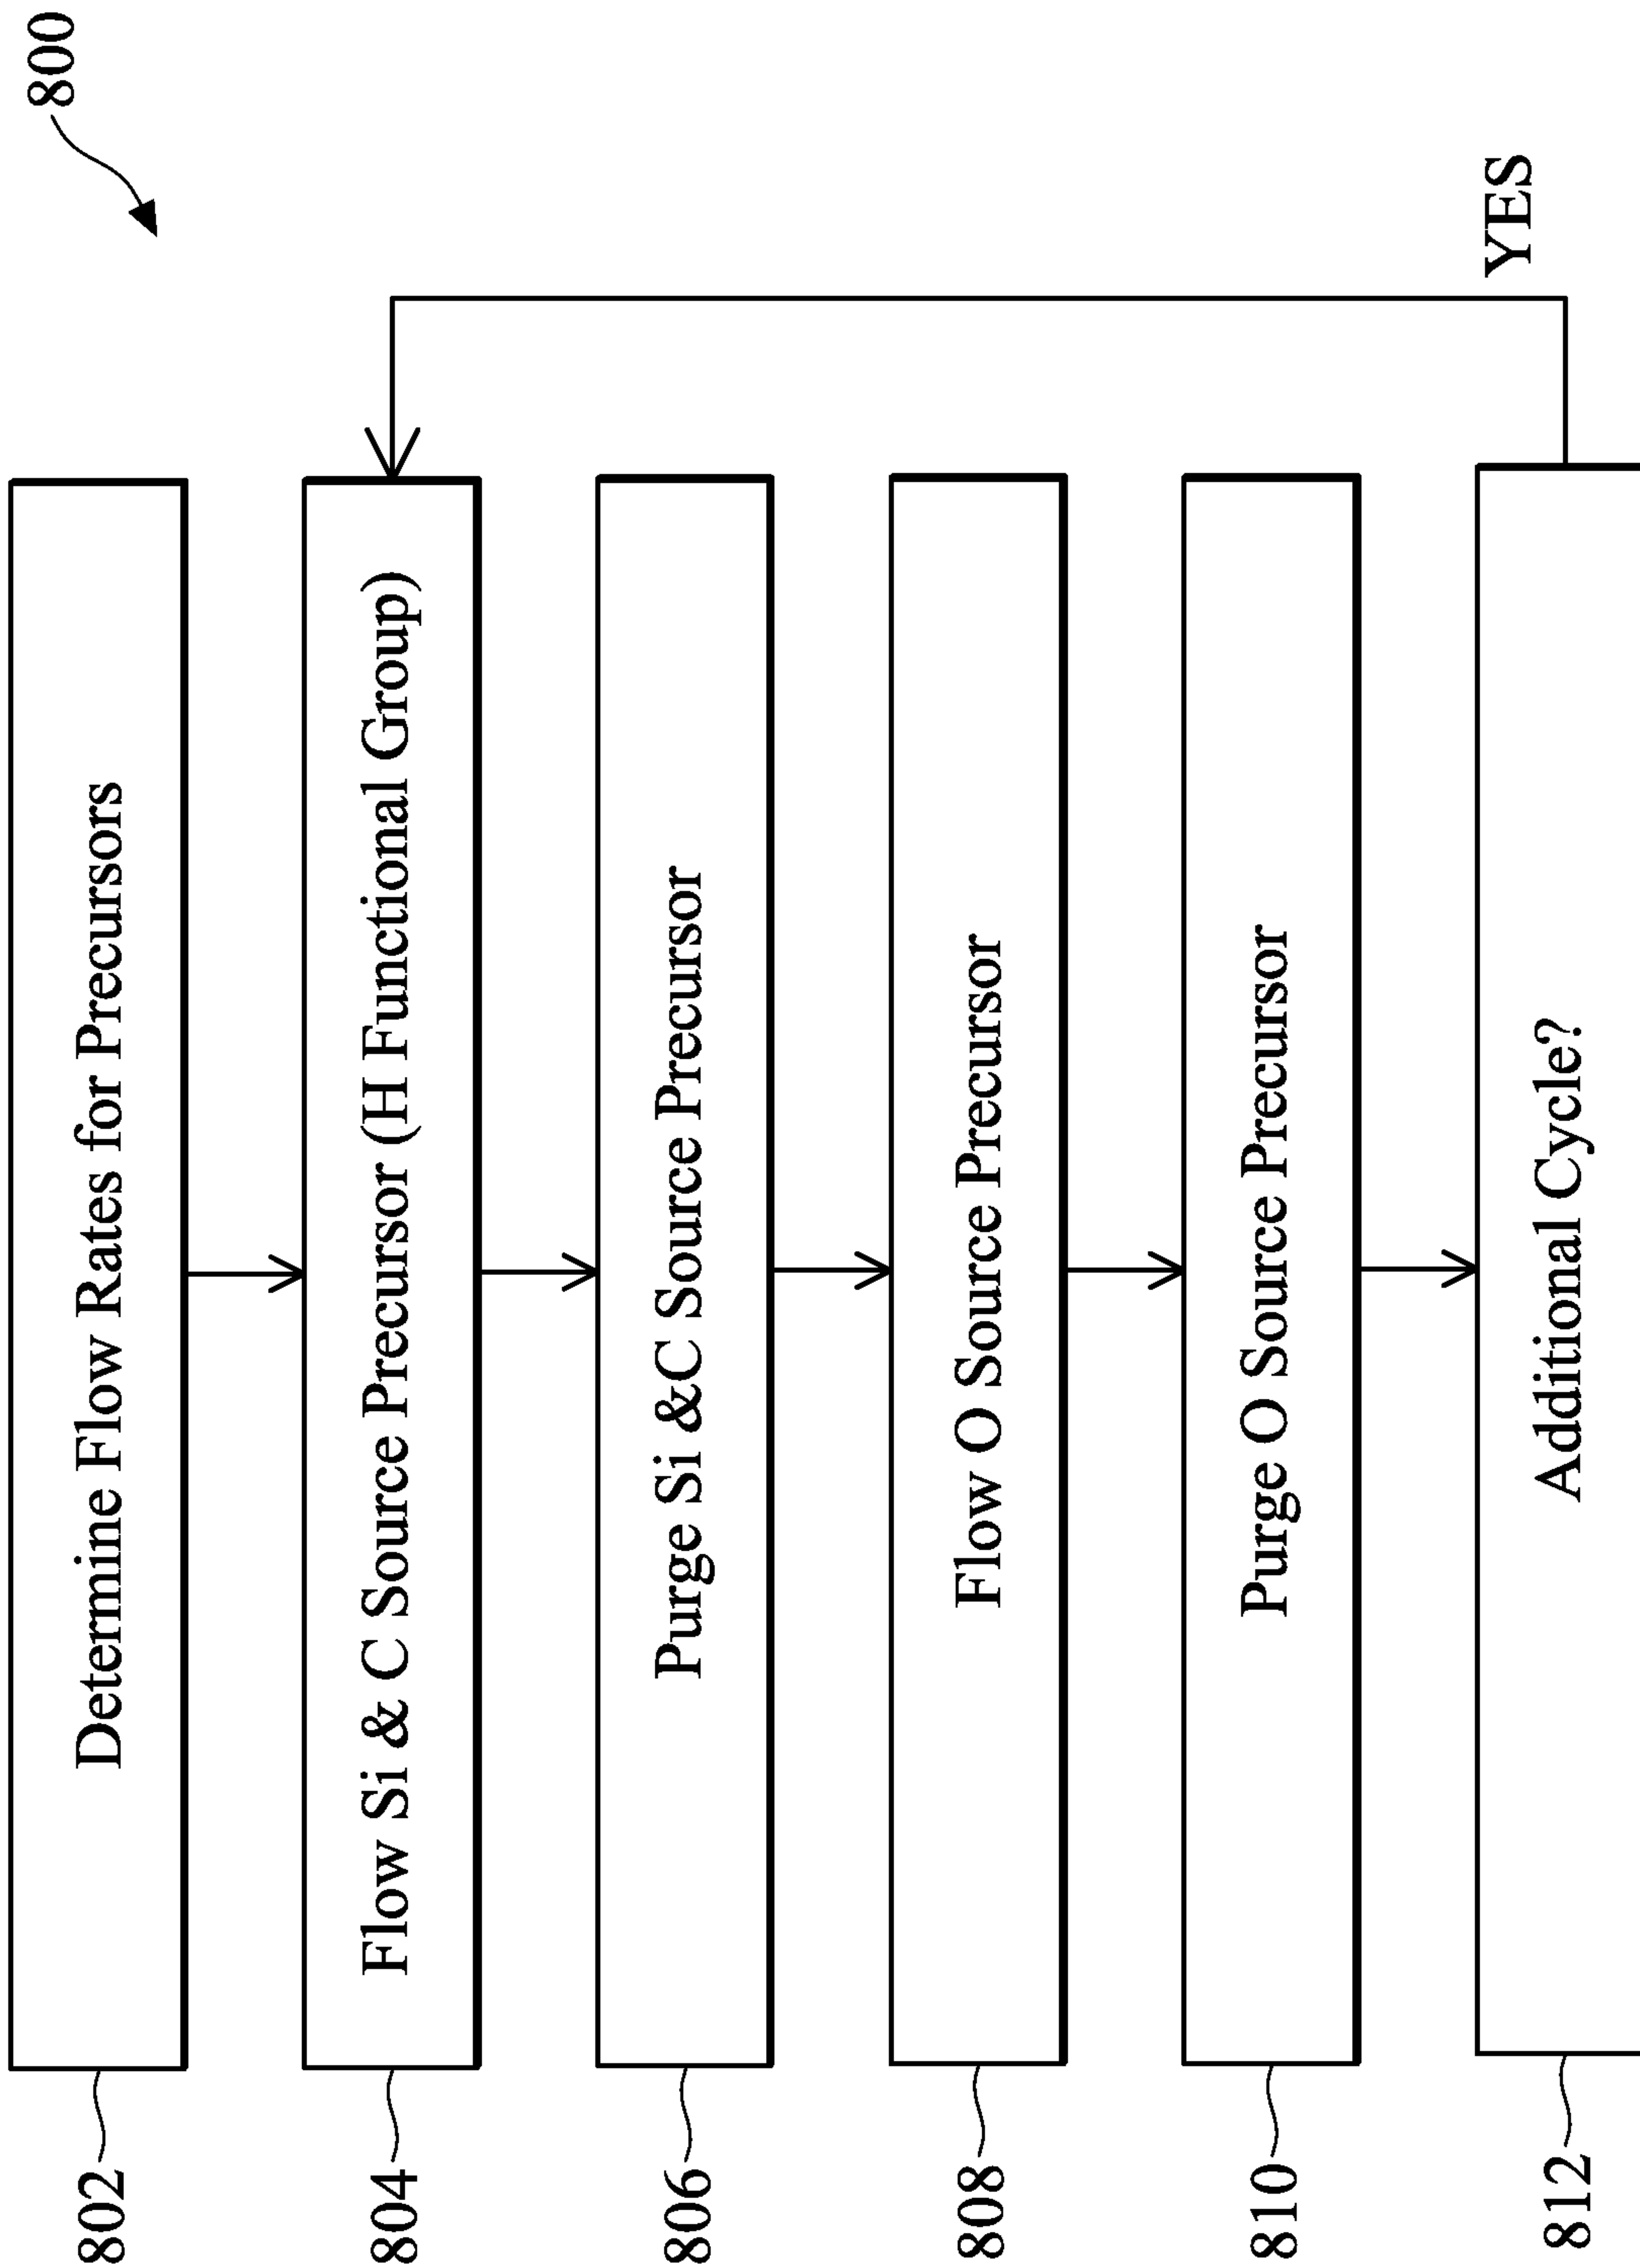 800
802
Determine Flow Rates for Precursors
804
Flow Si & C Source Precursor (H Functional Group)
806
Purge Si &C Source Precursor
808
Flow O Source Precursor
810
Purge O Source Precursor
812
Additional Cycle?
YES